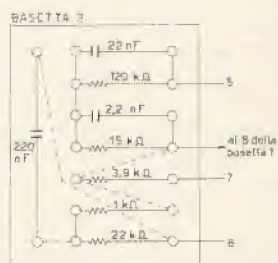 BASETTA 2
22 nF
120 kΩ
5
2,2 nF
15 kΩ
al 8 della
basetta 1
220
nF
3,9 kΩ
7
1 kΩ
22 kΩ
6